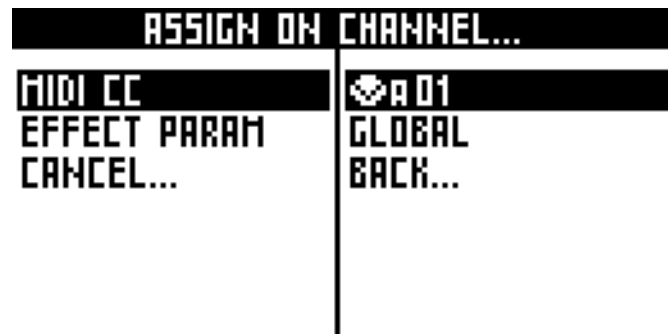 ASSIGN ON CHANNEL...
MIDI CC
EFFECT PARAM
CANCEL...
A 01
GLOBAL
BACK...